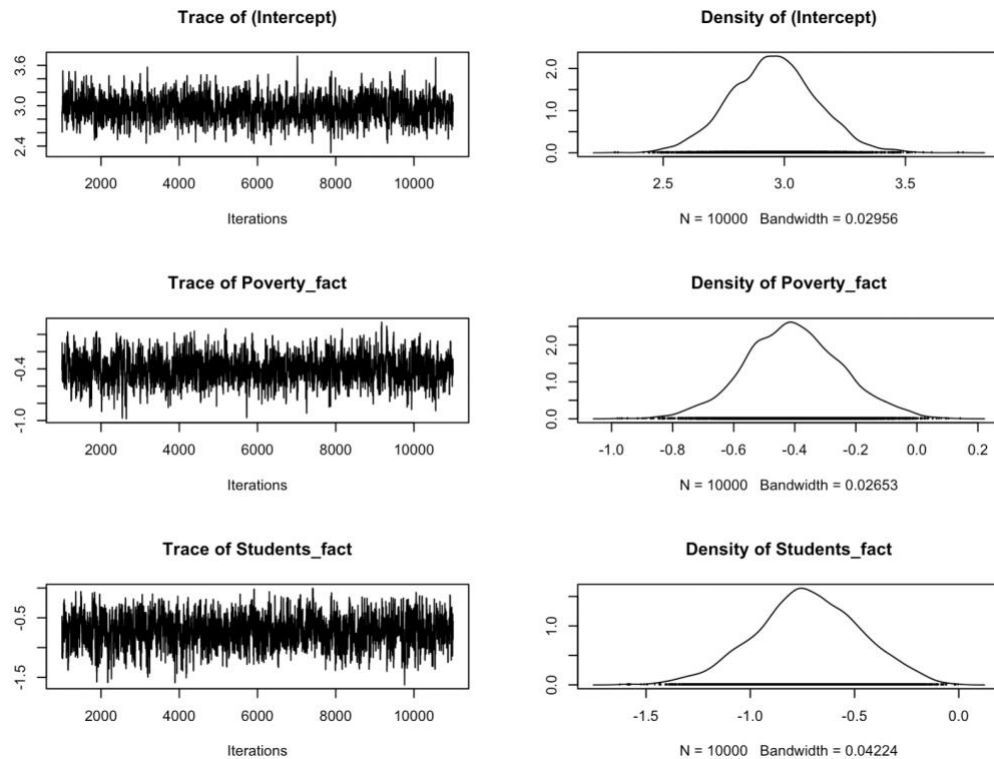 Trace of (Intercept)
3.6
3.0
2.4
2000 4000 6000 8000 10000
Iterations
Density of (Intercept)
2.0
1.0
0.0
2.5 3.0 3.5
N = 10000 Bandwidth = 0.02956
Trace of Poverty_fact
-0.4
-1.0
2000 4000 6000 8000 10000
Iterations
Density of Poverty_fact
2.0
1.0
0.0
-1.0 -0.8 -0.6 -0.4 -0.2 0.0 0.2
N = 10000 Bandwidth = 0.02653
Trace of Students_fact
-0.5
-1.5
2000 4000 6000 8000 10000
Iterations
Density of Students_fact
1.0
0.0
-1.5 -1.0 -0.5 0.0
N = 10000 Bandwidth = 0.04224